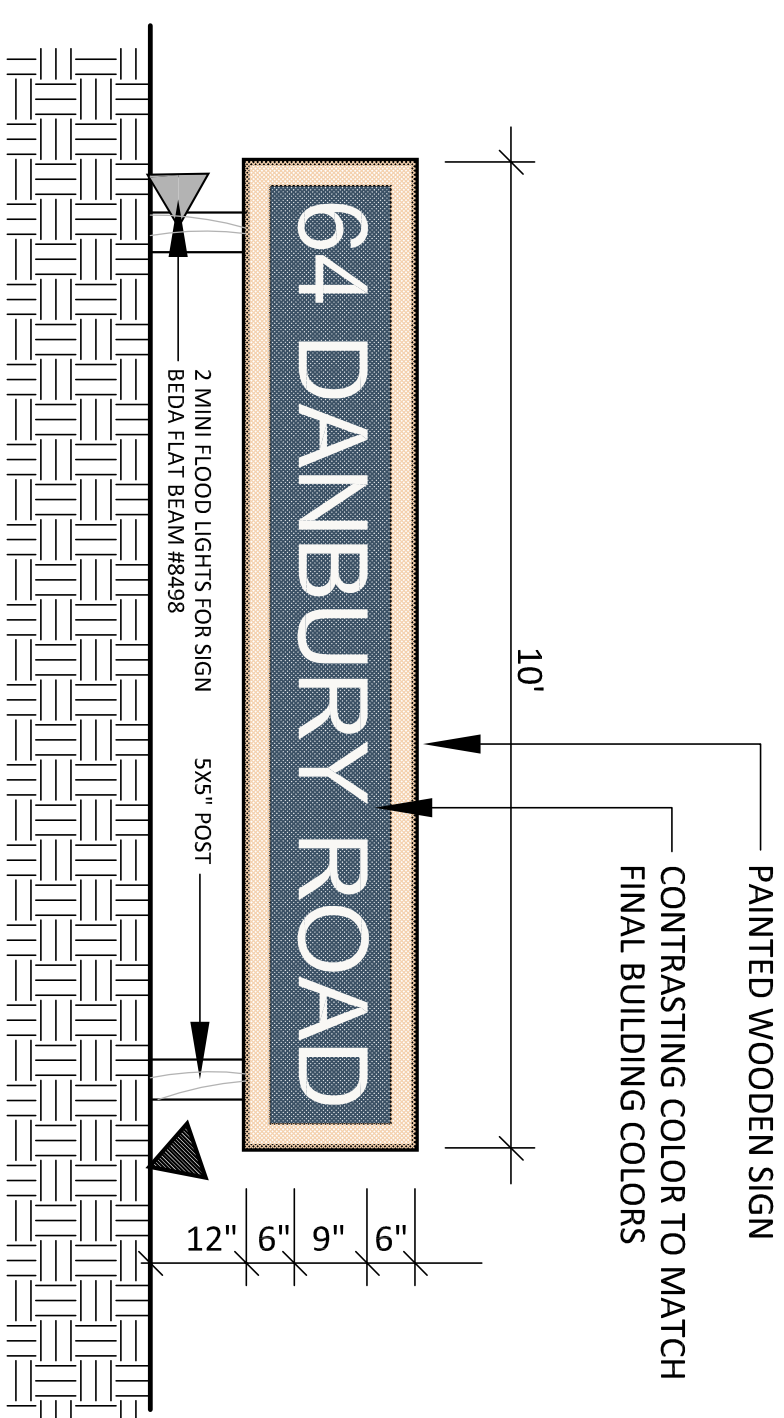 PAINTED WOODEN SIGN
CONTRASTING COLOR TO MATCH
FINAL BUILDING COLORS
10'
64 DANBURY ROAD
6"
9"
6"
12"
2 MINI FLOOD LIGHTS FOR SIGN
BEDA FLAT BEAM #8498
5X5" POST